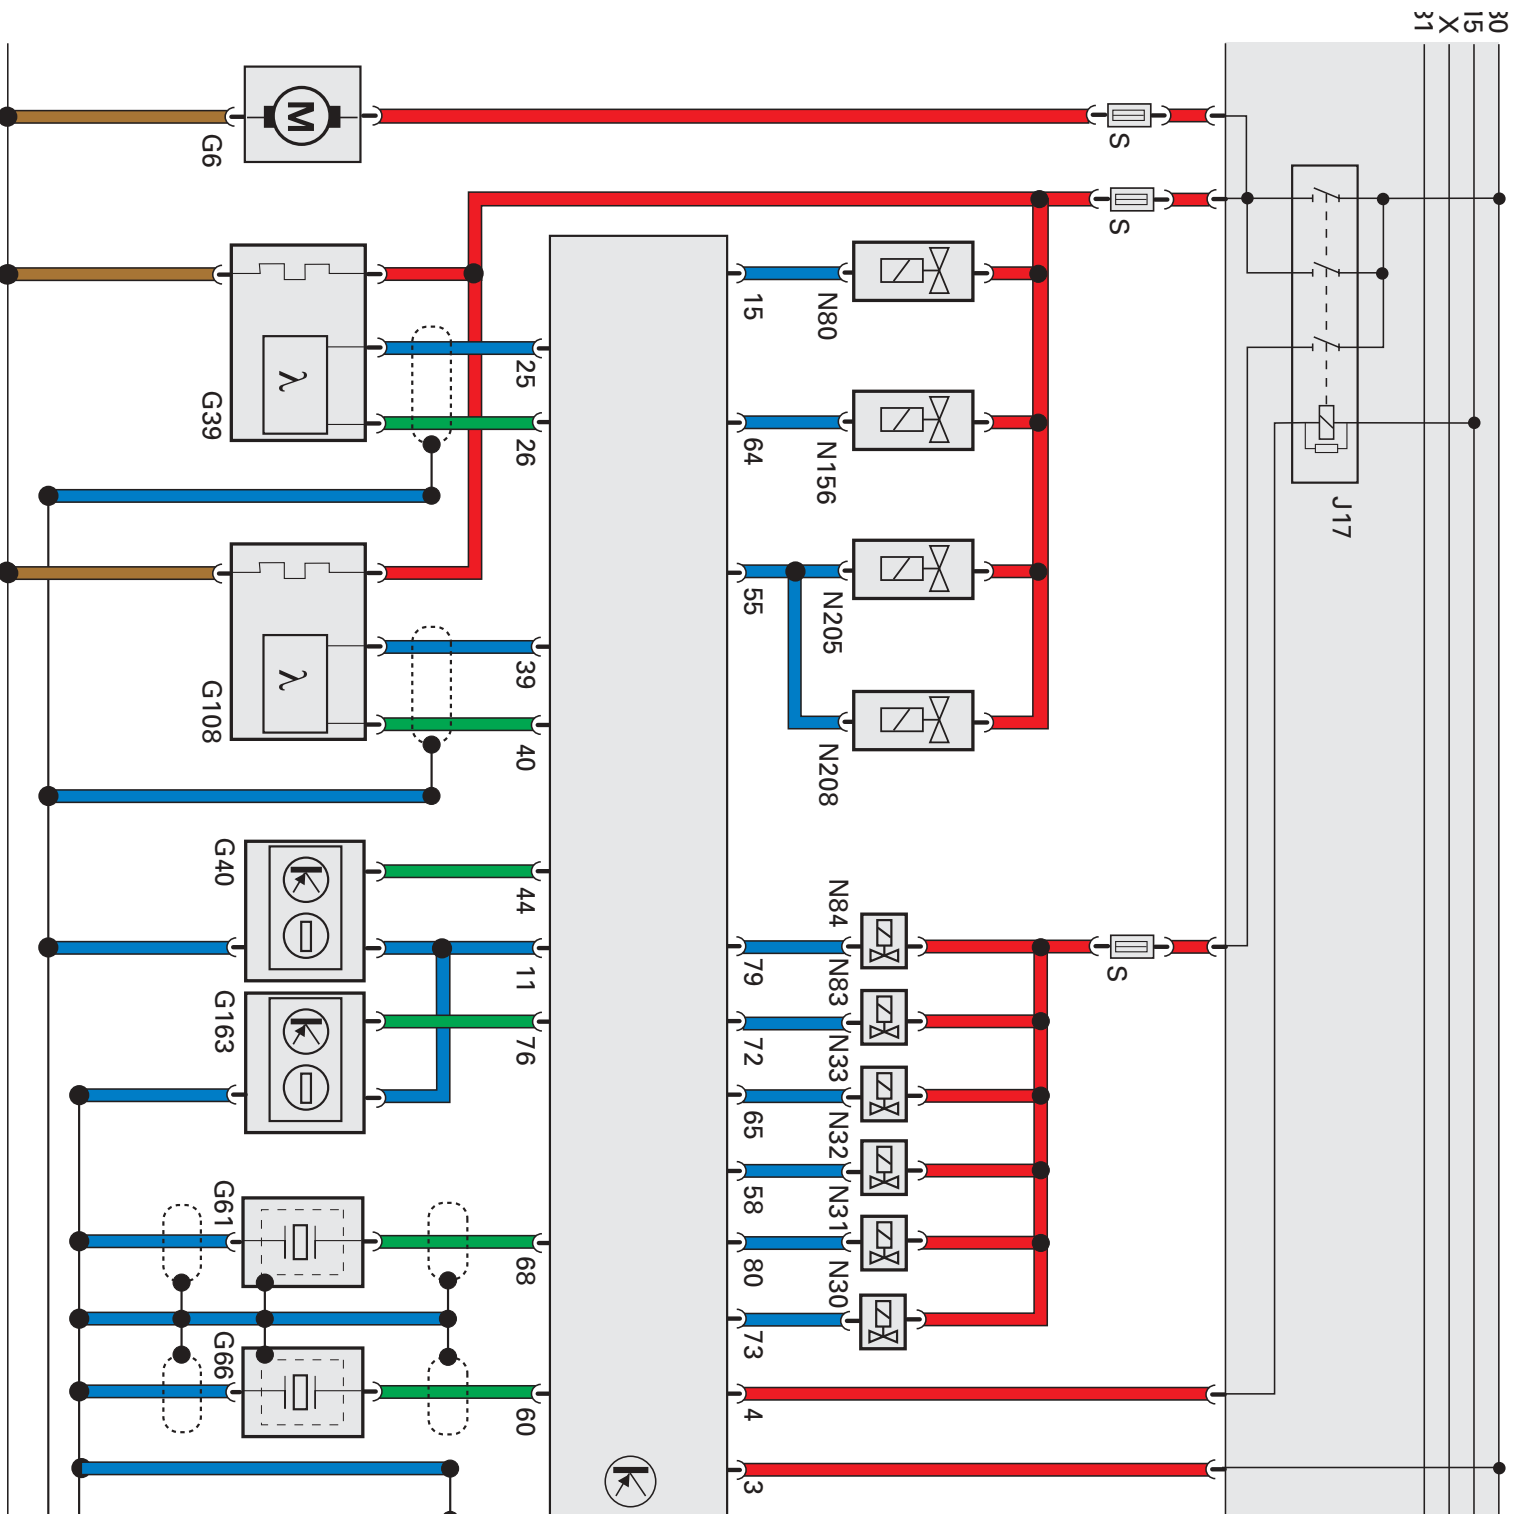 30
15
X
31
J17
S S S
N80 N156 N205 N208 N84 N83 N33 N32 N31 N30
15 64 55 79 72 65 58 80 73 4 3
25 26 39 40 44 11 76 68 60
M λ λ
G6 G39 G108 G40 G163 G61 G66